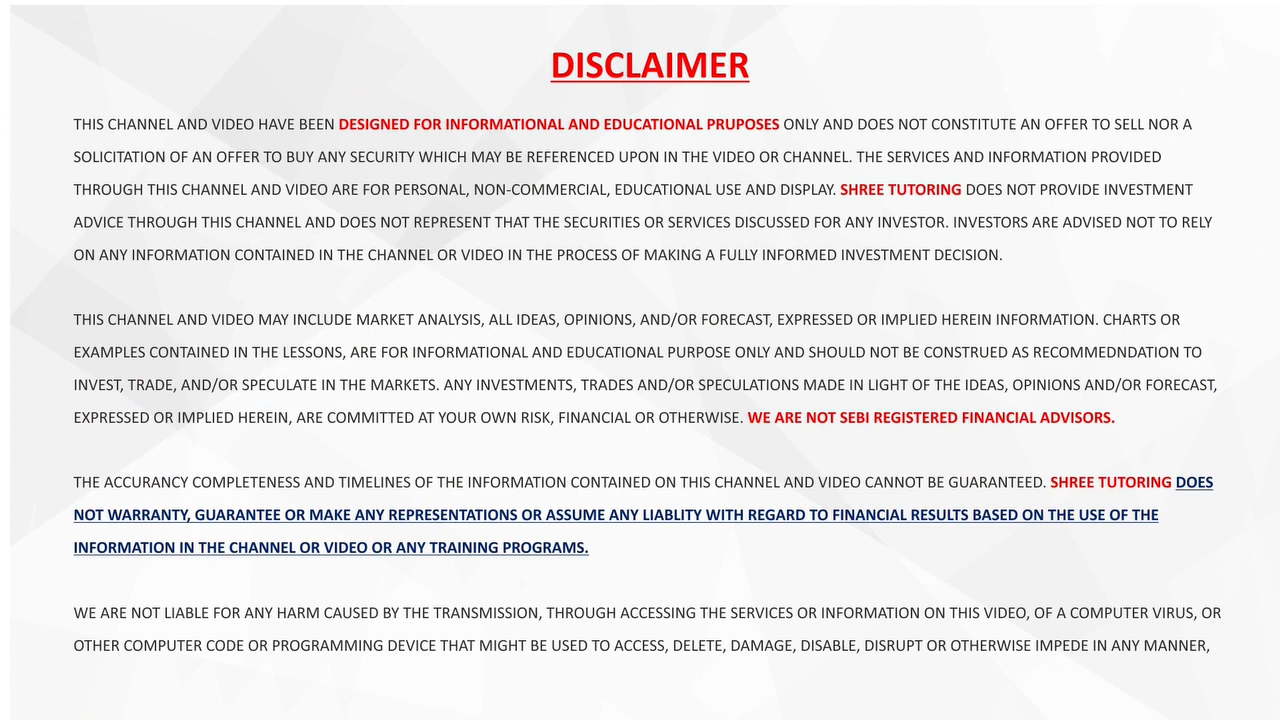 DISCLAIMER
THIS CHANNEL AND VIDEO HAVE BEEN DESIGNED FOR INFORMATIONAL AND EDUCATIONAL PRUPOSES ONLY AND DOES NOT CONSTITUTE AN OFFER TO SELL NOR A
SOLICITATION OF AN OFFER TO BUY ANY SECURITY WHICH MAY BE REFERENCED UPON IN THE VIDEO OR CHANNEL. THE SERVICES AND INFORMATION PROVIDED
THROUGH THIS CHANNEL AND VIDEO ARE FOR PERSONAL, NON-COMMERCIAL, EDUCATIONAL USE AND DISPLAY. SHREE TUTORING DOES NOT PROVIDE INVESTMENT
ADVICE THROUGH THIS CHANNEL AND DOES NOT REPRESENT THAT THE SECURITIES OR SERVICES DISCUSSED FOR ANY INVESTOR. INVESTORS ARE ADVISED NOT TO RELY
ON ANY INFORMATION CONTAINED IN THE CHANNEL OR VIDEO IN THE PROCESS OF MAKING A FULLY INFORMED INVESTMENT DECISION.
THIS CHANNEL AND VIDEO MAY INCLUDE MARKET ANALYSIS, ALL IDEAS, OPINIONS, AND/OR FORECAST, EXPRESSED OR IMPLIED HEREIN INFORMATION. CHARTS OR
EXAMPLES CONTAINED IN THE LESSONS, ARE FOR INFORMATIONAL AND EDUCATIONAL PURPOSE ONLY AND SHOULD NOT BE CONSTRUED AS RECOMMEDNDATION TO
INVEST, TRADE, AND/OR SPECULATE IN THE MARKETS. ANY INVESTMENTS, TRADES AND/OR SPECULATIONS MADE IN LIGHT OF THE IDEAS, OPINIONS AND/OR FORECAST,
EXPRESSED OR IMPLIED HEREIN, ARE COMMITTED AT YOUR OWN RISK, FINANCIAL OR OTHERWISE. WE ARE NOT SEBI REGISTERED FINANCIAL ADVISORS.
THE ACCURANCY COMPLETENESS AND TIMELINES OF THE INFORMATION CONTAINED ON THIS CHANNEL AND VIDEO CANNOT BE GUARANTEED. SHREE TUTORING DOES
NOT WARRANTY, GUARANTEE OR MAKE ANY REPRESENTATIONS OR ASSUME ANY LIABLITY WITH REGARD TO FINANCIAL RESULTS BASED ON THE USE OF THE
INFORMATION IN THE CHANNEL OR VIDEO OR ANY TRAINING PROGRAMS.
WE ARE NOT LIABLE FOR ANY HARM CAUSED BY THE TRANSMISSION, THROUGH ACCESSING THE SERVICES OR INFORMATION ON THIS VIDEO, OF A COMPUTER VIRUS, OR
OTHER COMPUTER CODE OR PROGRAMMING DEVICE THAT MIGHT BE USED TO ACCESS, DELETE, DAMAGE, DISABLE, DISRUPT OR OTHERWISE IMPEDE IN ANY MANNER,